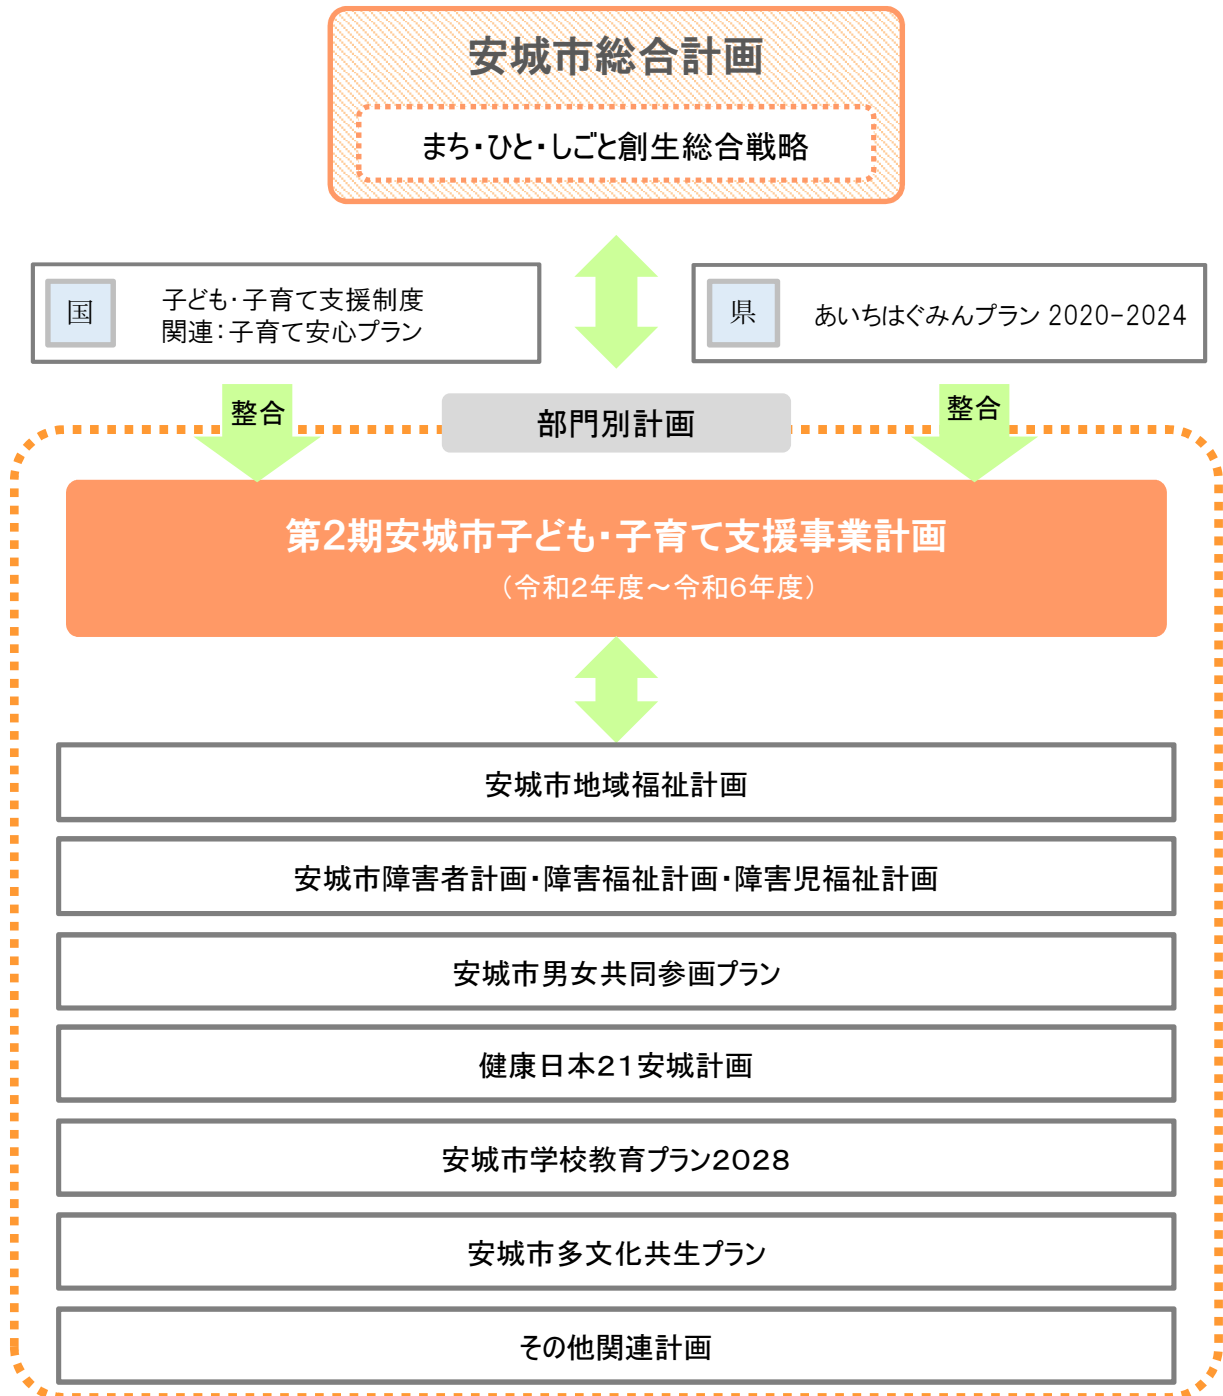 安城市総合計画
まち・ひと・しごと創生総合戦略
国
子ども・子育て支援制度
関連：子育て安心プラン
県
あいちはぐみんプラン 2020-2024
整合
部門別計画
整合
第2期安城市子ども・子育て支援事業計画
（令和2年度～令和6年度）
安城市地域福祉計画
安城市障害者計画・障害福祉計画・障害児福祉計画
安城市男女共同参画プラン
健康日本21安城計画
安城市学校教育プラン2028
安城市多文化共生プラン
その他関連計画